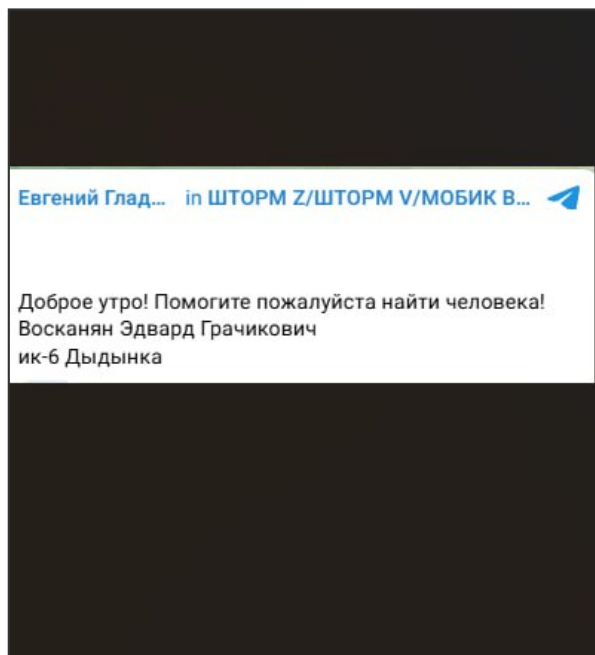 Евгений Глад... in ШТОРМ Z/ШТОРМ V/МОБИК В...
Доброе утро! Помогите пожалуйста найти человека!
Восканян Эдвард Грачикович
ик-6 Дыдынка